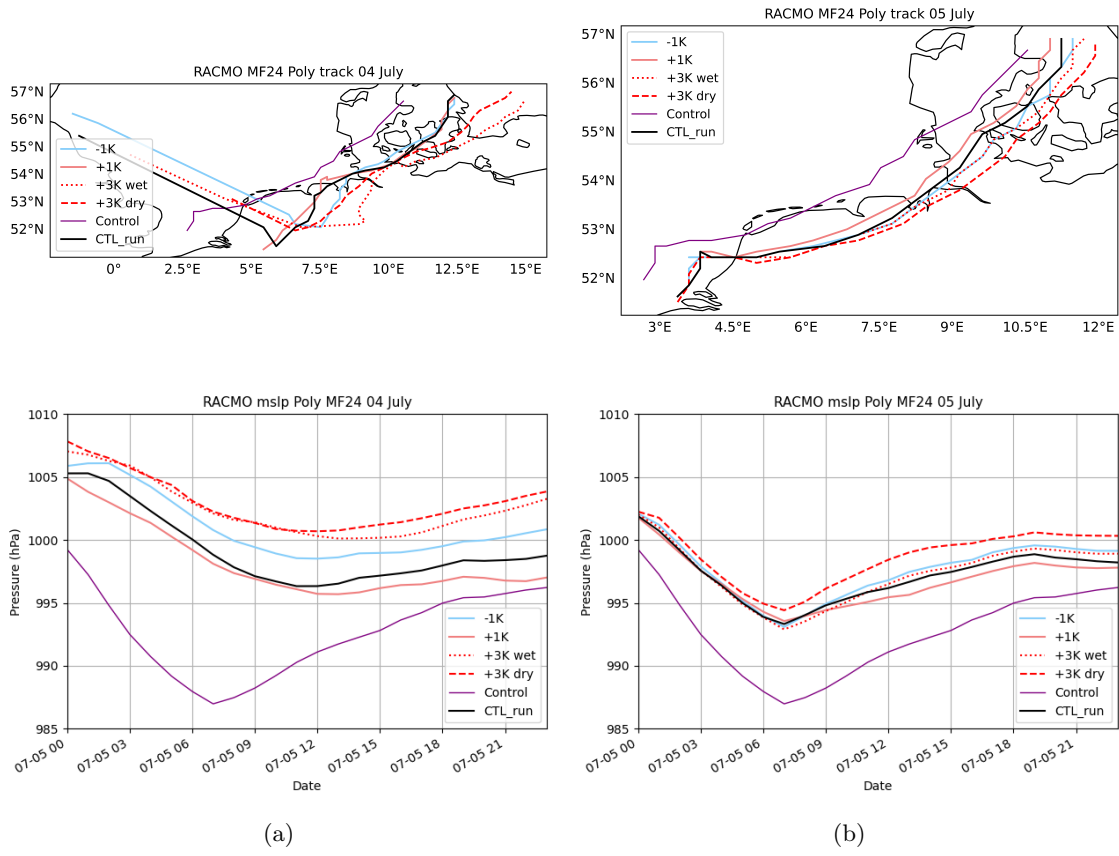 RACMO MF24 Poly track 04 July
57°N
56°N
55°N
54°N
53°N
52°N
-1K
+1K
+3K wet
+3K dry
Control
CTL_run
0°
2.5°E
5°E
7.5°E
10°E
12.5°E
15°E
RACMO MF24 Poly track 05 July
57°N
56°N
55°N
54°N
53°N
52°N
-1K
+1K
+3K wet
+3K dry
Control
CTL_run
3°E
4.5°E
6°E
7.5°E
9°E
10.5°E
12°E
RACMO mslp Poly MF24 04 July
1010
1005
1000
995
990
985
Pressure (hPa)
-1K
+1K
+3K wet
+3K dry
Control
CTL_run
07-05 00
07-05 03
07-05 06
07-05 09
07-05 12
07-05 15
07-05 18
07-05 21
Date
(a)
RACMO mslp Poly MF24 05 July
1010
1005
1000
995
990
985
Pressure (hPa)
-1K
+1K
+3K wet
+3K dry
Control
CTL_run
07-05 00
07-05 03
07-05 06
07-05 09
07-05 12
07-05 15
07-05 18
07-05 21
Date
(b)